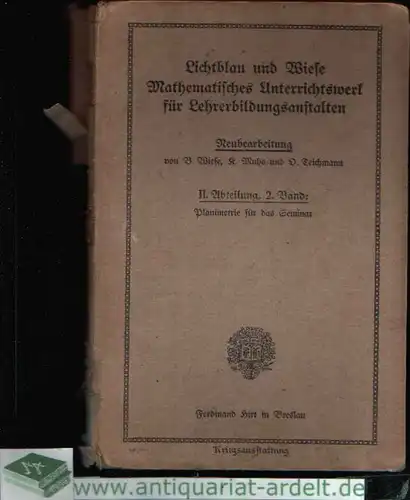 Lichtblau und Wiese
Mathematisches Unterrichtswerk
für Lehrerbildungsanstalten
Neubearbeitung
von B. Wiese, K. Muhs und O. Teichmann
II. Abteilung, 2. Band:
Planimetrie für das Seminar
Ferdinand Hirt in Breslau
Kriegsausstattung
www.antiquariat-ardelt.de